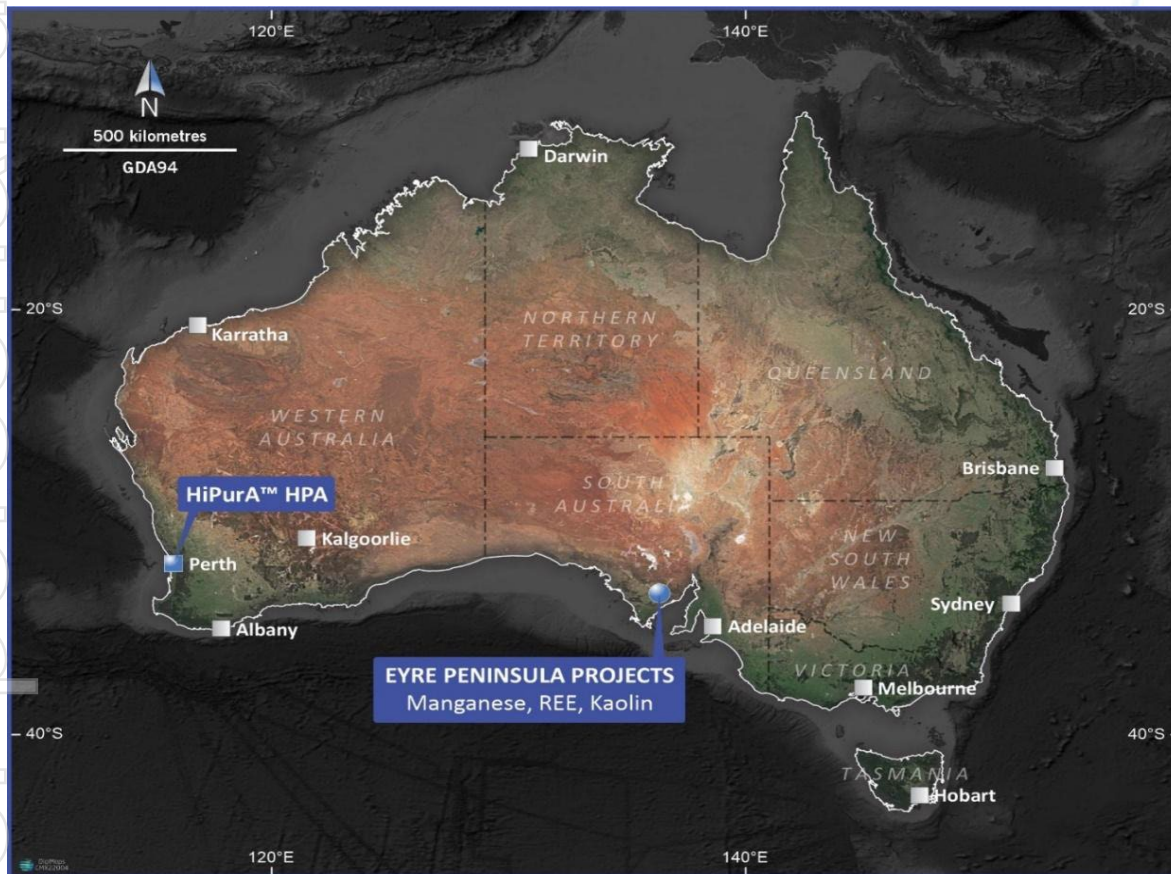 120°E
140°E
N
500 kilometres
GDA94
Darwin
20°S
20°S
Karratha
NORTHERN
TERRITORY
QUEENSLAND
WESTERN
AUSTRALIA
Brisbane
SOUTH
AUSTRALIA
HiPurA™ HPA
Kalgoorlie
NEW
SOUTH
WALES
Perth
Sydney
Albany
Adelaide
EYRE PENINSULA PROJECTS
Manganese, REE, Kaolin
VICTORIA
Melbourne
40°S
40°S
TASMANIA
Hobart
120°E
140°E